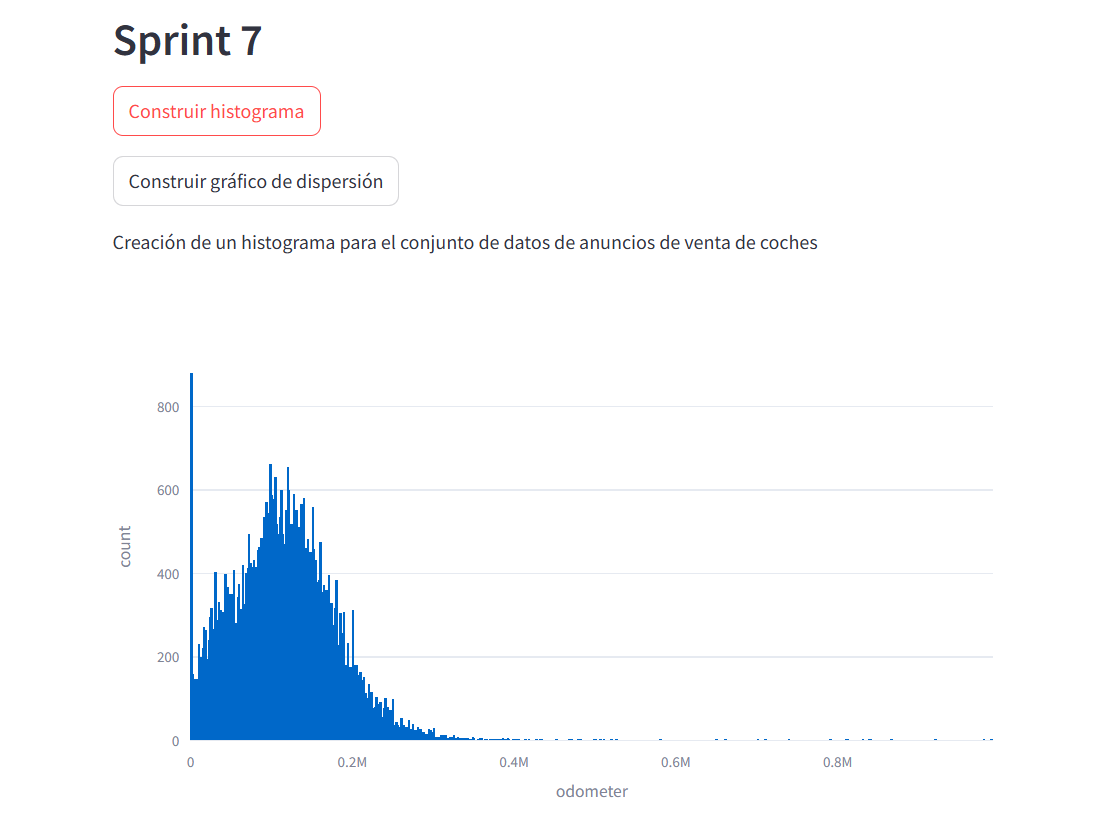 Sprint 7
Construir histograma
Construir gráfico de dispersión
Creación de un histograma para el conjunto de datos de anuncios de venta de coches
800
600
400
200
0
count
0
0.2M
0.4M
0.6M
0.8M
odometer